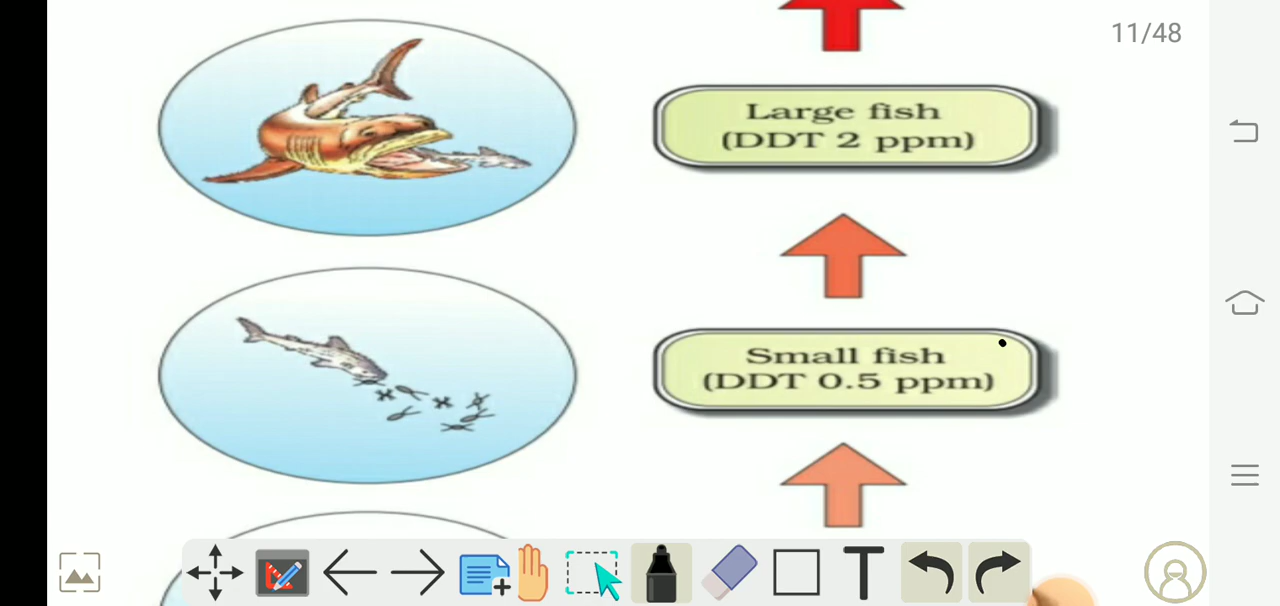 11/48
Large fish
(DDT 2 ppm)
Small fish
(DDT 0.5 ppm)
T